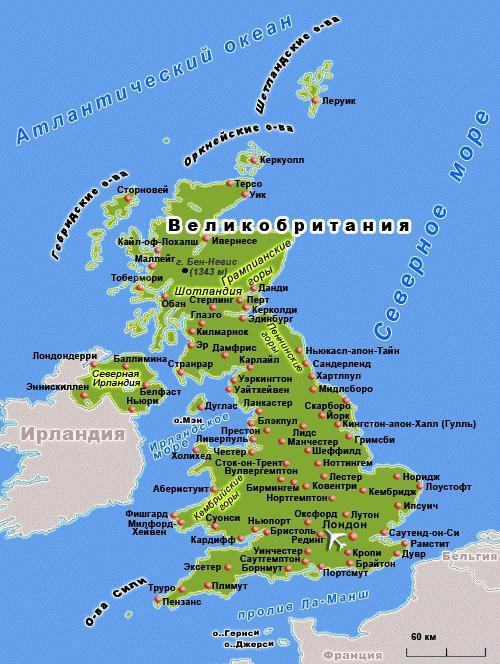 Атлантический океан
Шетландские о-ва
Леруик
Оркнейские о-ва
Керкуолл
Гебридские о-ва
Сторновей
Терсо
Уик
Северное море
Великобритания
Кайл-оф-Лохалш
Ивернесс
Маллейг
г. Бен-Невис
(1343 м)
Грампианские
горы
Тобермори
Шотландия
Данди
Обан
Стерлинг
Перт
Керколди
Глазго
Эдинбург
Килмарнок
Пеннинские
горы
Эр
Дамфрис
Ньюкасл-апон-Тайн
Лондондерри
Баллимина
Карлайл
Сандерленд
Странрар
Хартлпул
Северная
Ирландия
Уэркингтон
Эннискиллен
Белфаст
Уайтхейвен
Мидлсборо
Ньюри
Дуглас
Ланкастер
Скарборо
о.Мэн
Блэкпул
Йорк
Ирландия
Ирландское
море
Престон
Лидс
Кингстон-апон-Халл (Гулль)
Ливерпуль
Манчестер
Гримсби
Холихед
Честер
Шеффилд
Сток-он-Трент
Ноттингем
Вулвергемптон
Лестер
Норидж
Аберистуит
Бирмингем
Ковентри
Кембридж
Лоустофт
Кембрийские
горы
Нортгемптон
Ипсуич
Фишгард
Суонси
Оксфорд
Лутон
Милфорд-
Хейвен
Ньюпорт
Лондон
Бристоль
Саутенд-он-Си
Кардифф
Рединг
Рамстит
Уинчестер
Кропи
Дувр
Эксетер
Саутгемптон
Борнмут
Брайтон
Бельгия
Портсмут
О-ва Сили
Труро
Плимут
Пензанс
пролив Ла-Манш
о..Гернси
о..Джерси
60 км
Франция